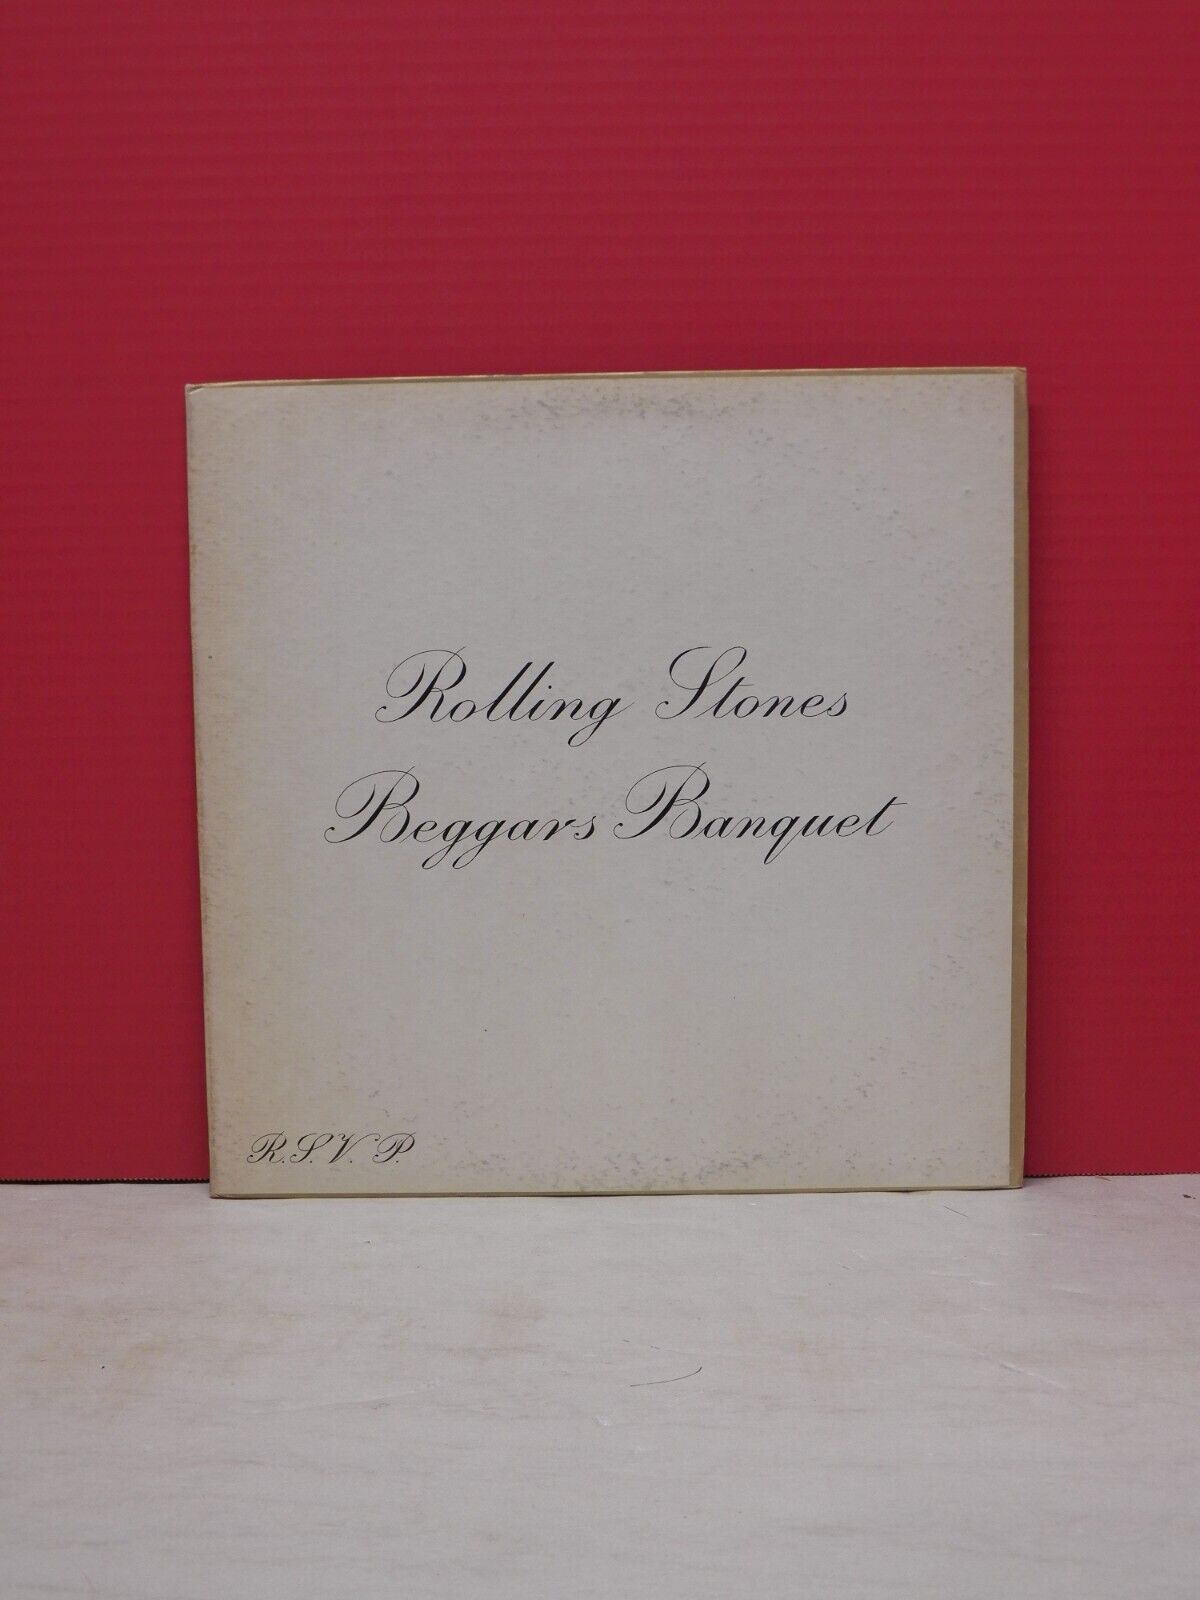 Rolling Stones
Beggars Banquet
R.S.V.P.